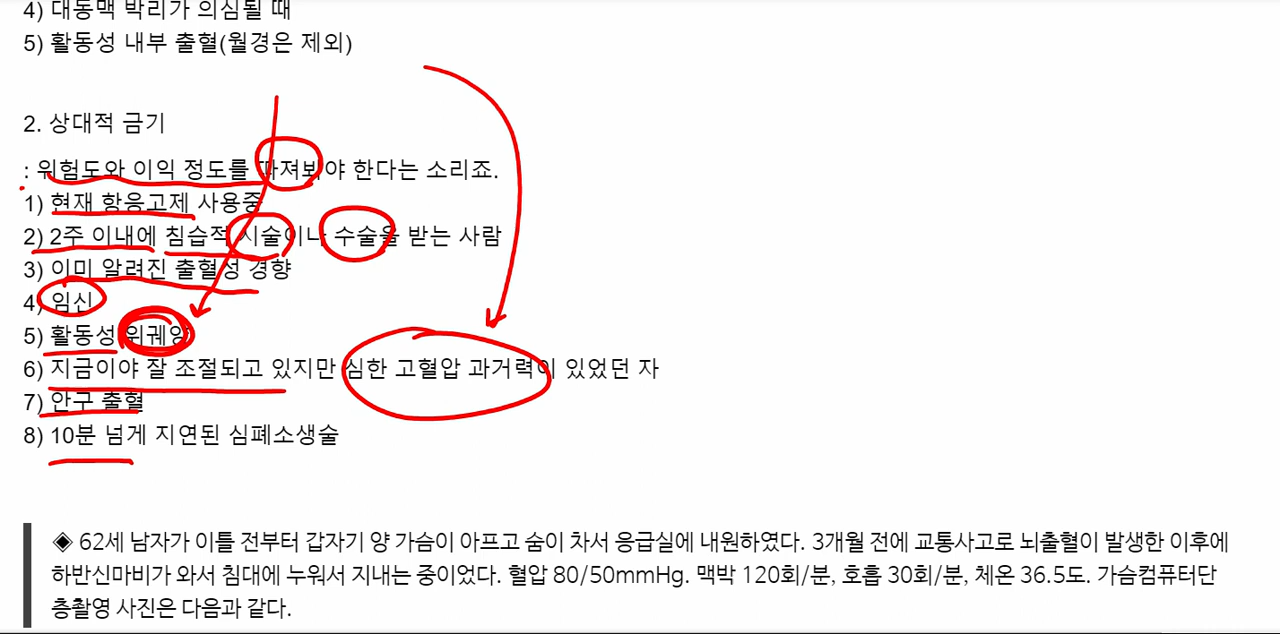 4) 대동맥 박리가 의심될 때
5) 활동성 내부 출혈(월경은 제외)
2. 상대적 금기
: 위험도와 이익 정도를 따져봐야 한다는 소리죠.
1) 현재 항응고제 사용중
2) 2주 이내에 침습적 시술이나 수술을 받는 사람
3) 이미 알려진 출혈성 경향
4) 임신
5) 활동성 위궤양
6) 지금이야 잘 조절되고 있지만 심한 고혈압 과거력이 있었던 자
7) 안구 출혈
8) 10분 넘게 지연된 심폐소생술
◈ 62세 남자가 이틀 전부터 갑자기 양 가슴이 아프고 숨이 차서 응급실에 내원하였다. 3개월 전에 교통사고로 뇌출혈이 발생한 이후에
하반신마비가 와서 침대에 누워서 지내는 중이었다. 혈압 80/50mmHg. 맥박 120회/분, 호흡 30회/분, 체온 36.5도. 가슴컴퓨터단
층촬영 사진은 다음과 같다.